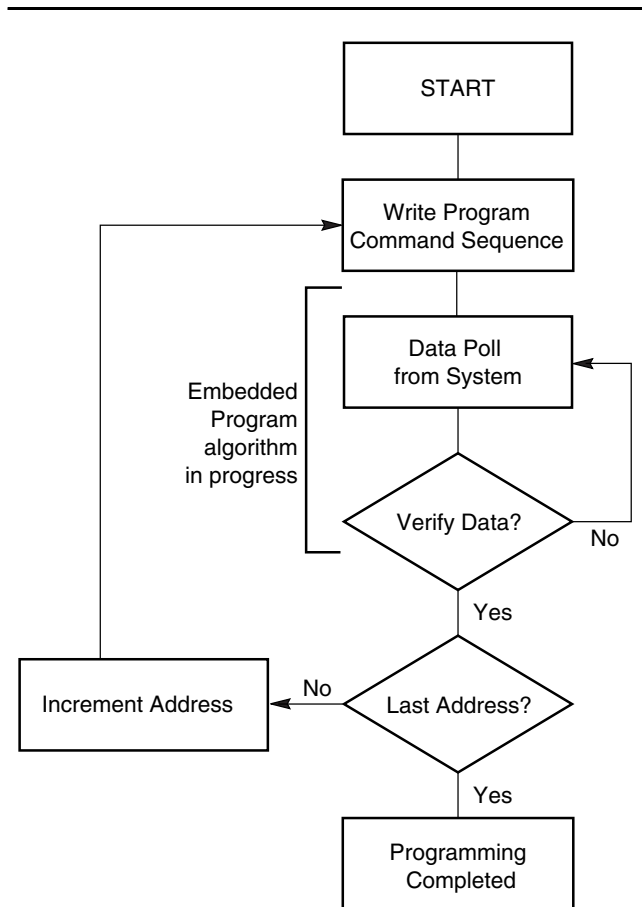 START
Write Program
Command Sequence
Data Poll
from System
Embedded
Program
algorithm
in progress
Verify Data?
No
Yes
Last Address?
No
Increment Address
Yes
Programming
Completed